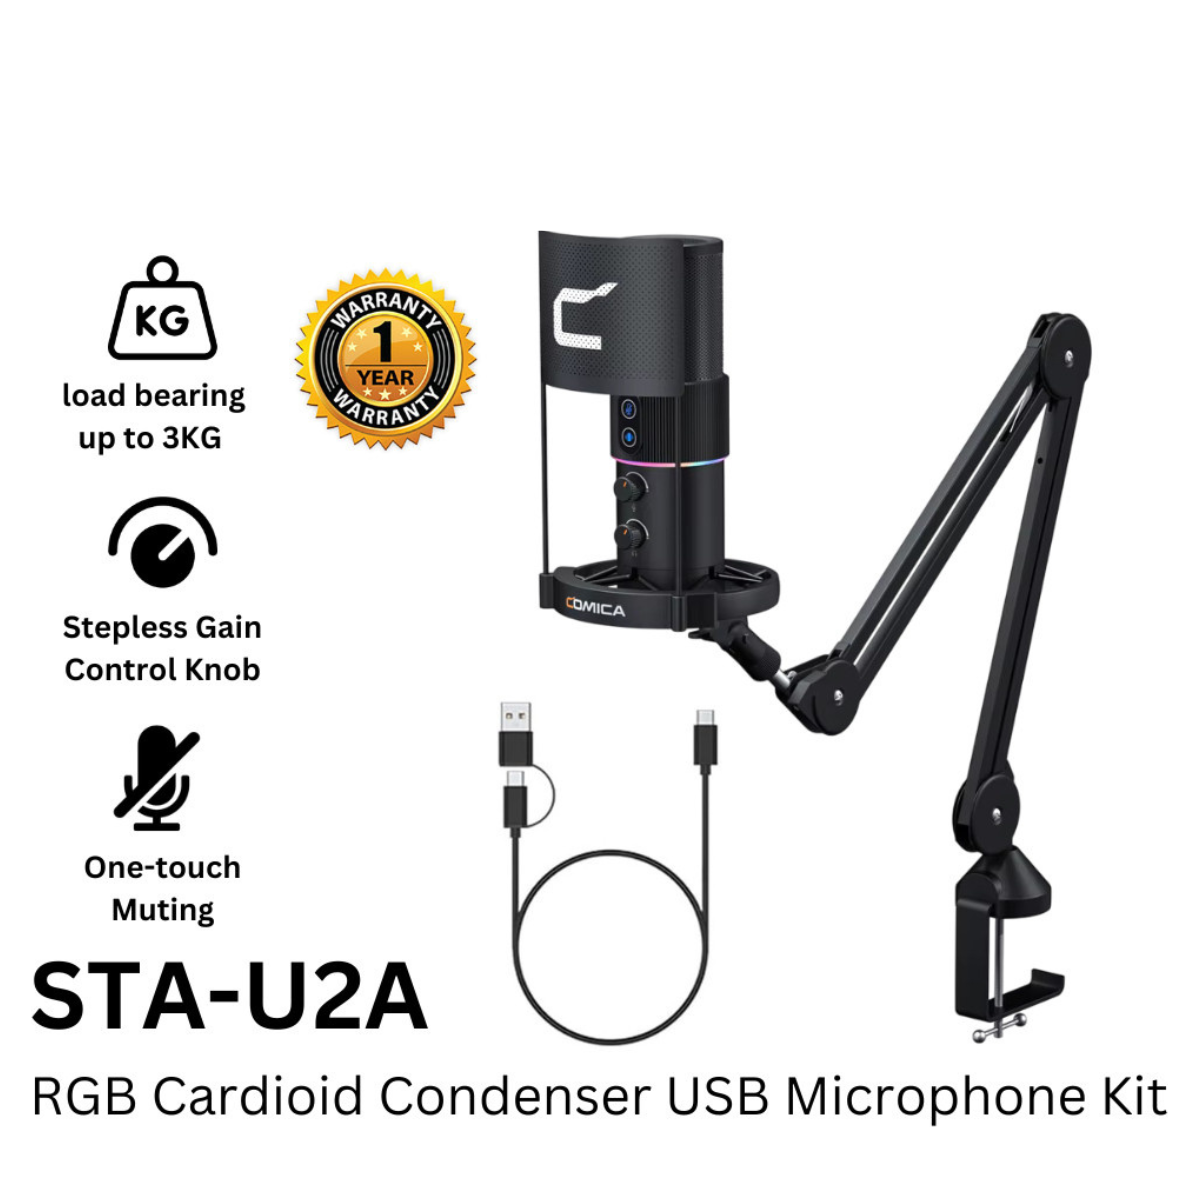 KG
load bearing
up to 3KG
WARRANTY
1
YEAR
WARRANTY
Stepless Gain
Control Knob
One-touch
Muting
COMICA
STA-U2A
RGB Cardioid Condenser USB Microphone Kit